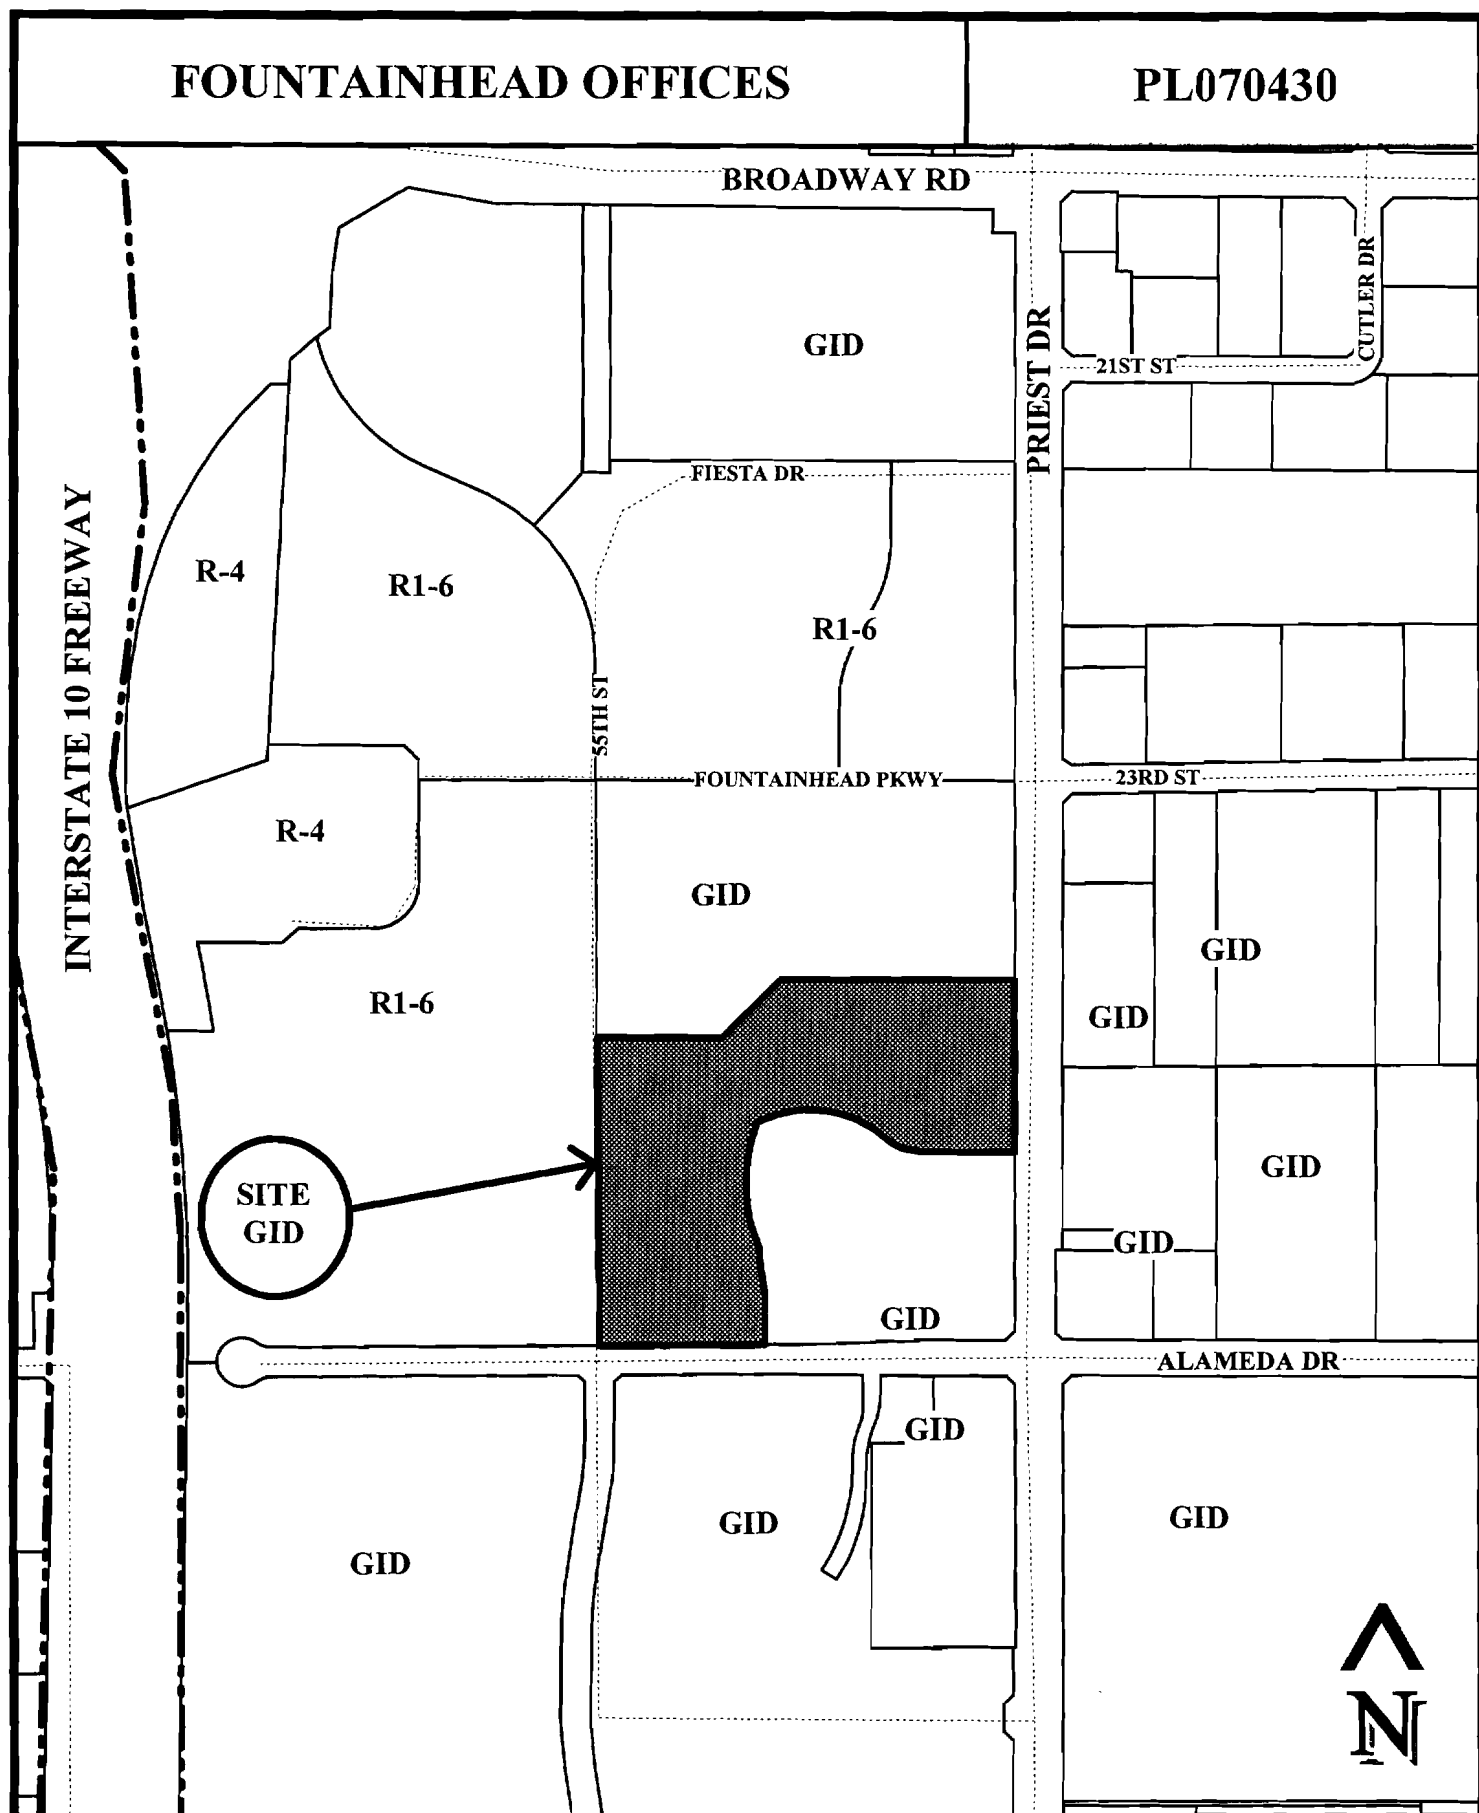 FOUNTAINHEAD OFFICES
PL070430
BROADWAY RD
CUTLER DR
GID
PRIEST DR
21ST ST
FIESTA DR
INTERSTATE 10 FREEWAY
R-4
R1-6
R1-6
55TH ST
FOUNTAINHEAD PKWY
23RD ST
R-4
GID
GID
R1-6
GID
SITE
GID
GID
GID
GID
ALAMEDA DR
GID
GID
GID
GID
N